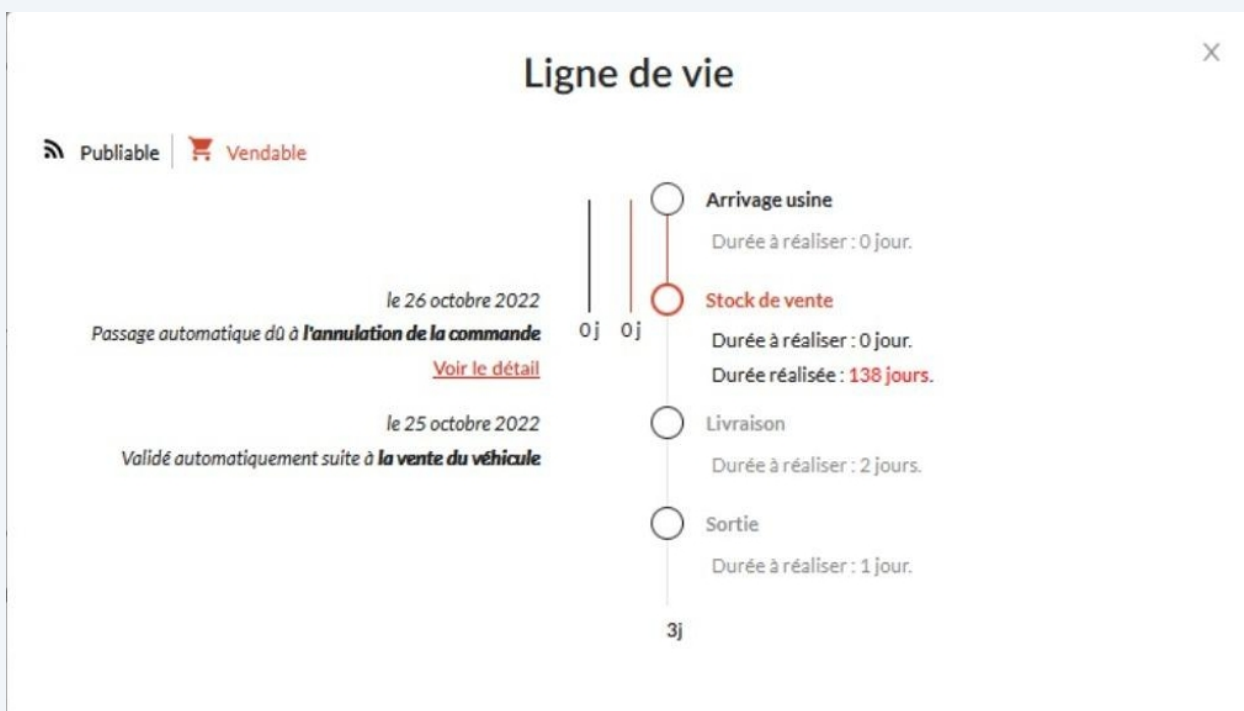 Ligne de vie
X
Publiable
Vendable
Arrivage usine
Durée à réaliser : 0 jour.
le 26 octobre 2022
Passage automatique dû à l'annulation de la commande
Voir le détail
0 j
0 j
Stock de vente
Durée à réaliser : 0 jour.
Durée réalisée : 138 jours.
le 25 octobre 2022
Validé automatiquement suite à la vente du véhicule
Livraison
Durée à réaliser : 2 jours.
Sortie
Durée à réaliser : 1 jour.
3j